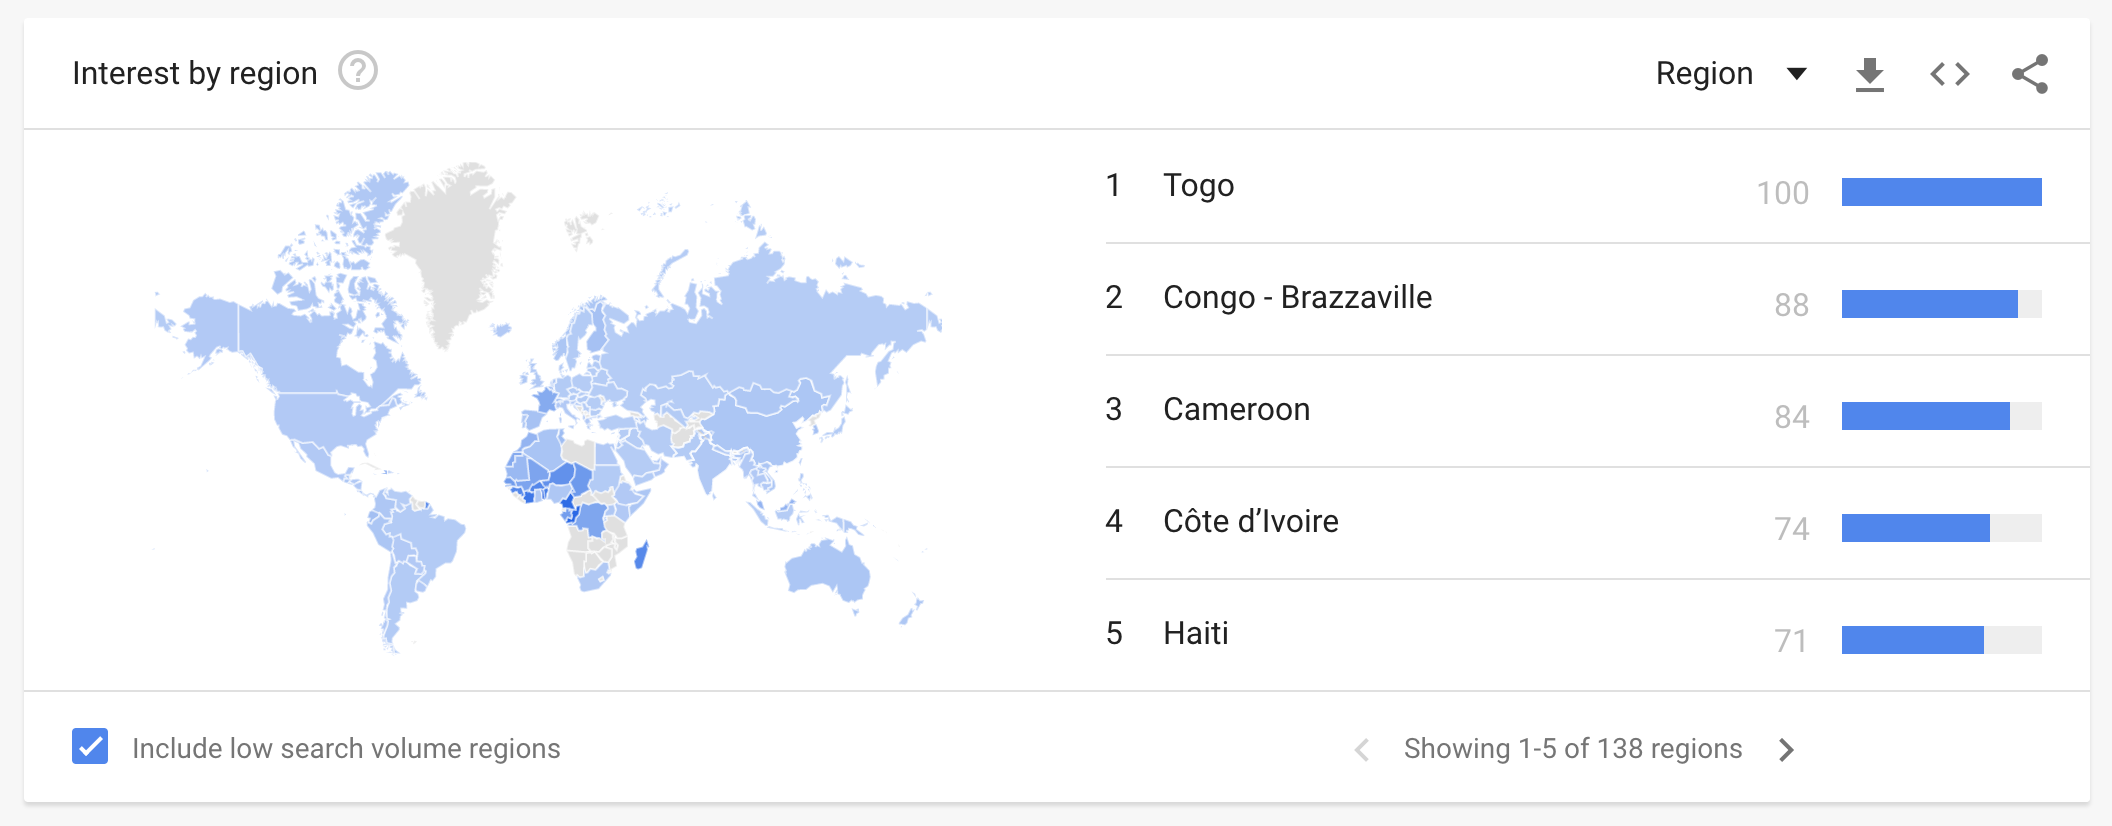 Interest by region
Region
1 Togo 100
2 Congo - Brazzaville 88
3 Cameroon 84
4 Côte d’Ivoire 74
5 Haiti 71
Include low search volume regions
Showing 1-5 of 138 regions